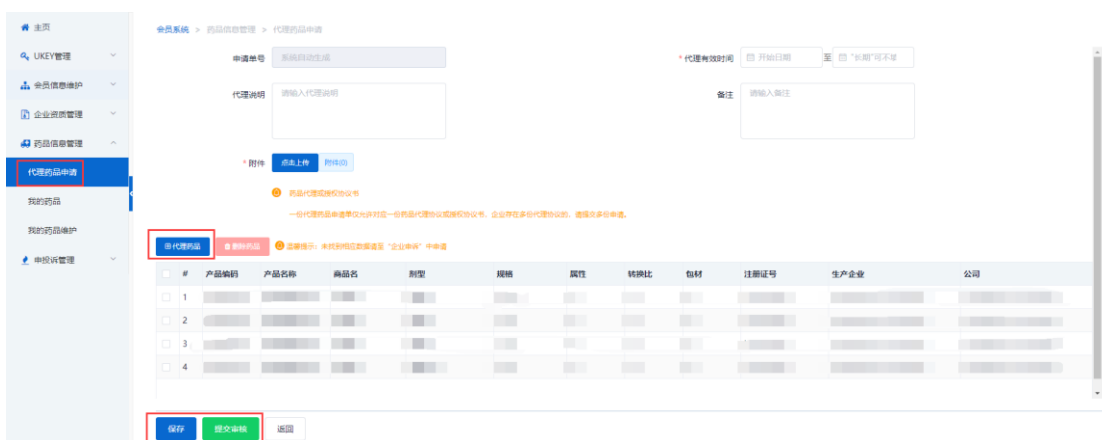 主页
UKEY管理
会员信息维护
企业资质管理
药品信息管理
代理药品申请
我的药品
我的药品维护
申投诉管理
会员系统 > 药品信息管理 > 代理药品申请
申请单号 系统自动生成
* 代理有效时间 开始日期 至 "长期"可不填
代理说明 请输入代理说明
备注 请输入备注
* 附件 点击上传 附件(0)
药品代理或授权协议书
一份代理药品申请单仅允许对应一份药品代理协议或授权协议书，企业存在多份代理协议的，请提交多份申请。
代理药品 删除药品 温馨提示：未找到相应数据请至"企业申诉"中申请
# 产品编码 产品名称 商品名 剂型 规格 属性 转换比 包材 注册证号 生产企业 公司
1
2
3
4
保存 提交审核 返回